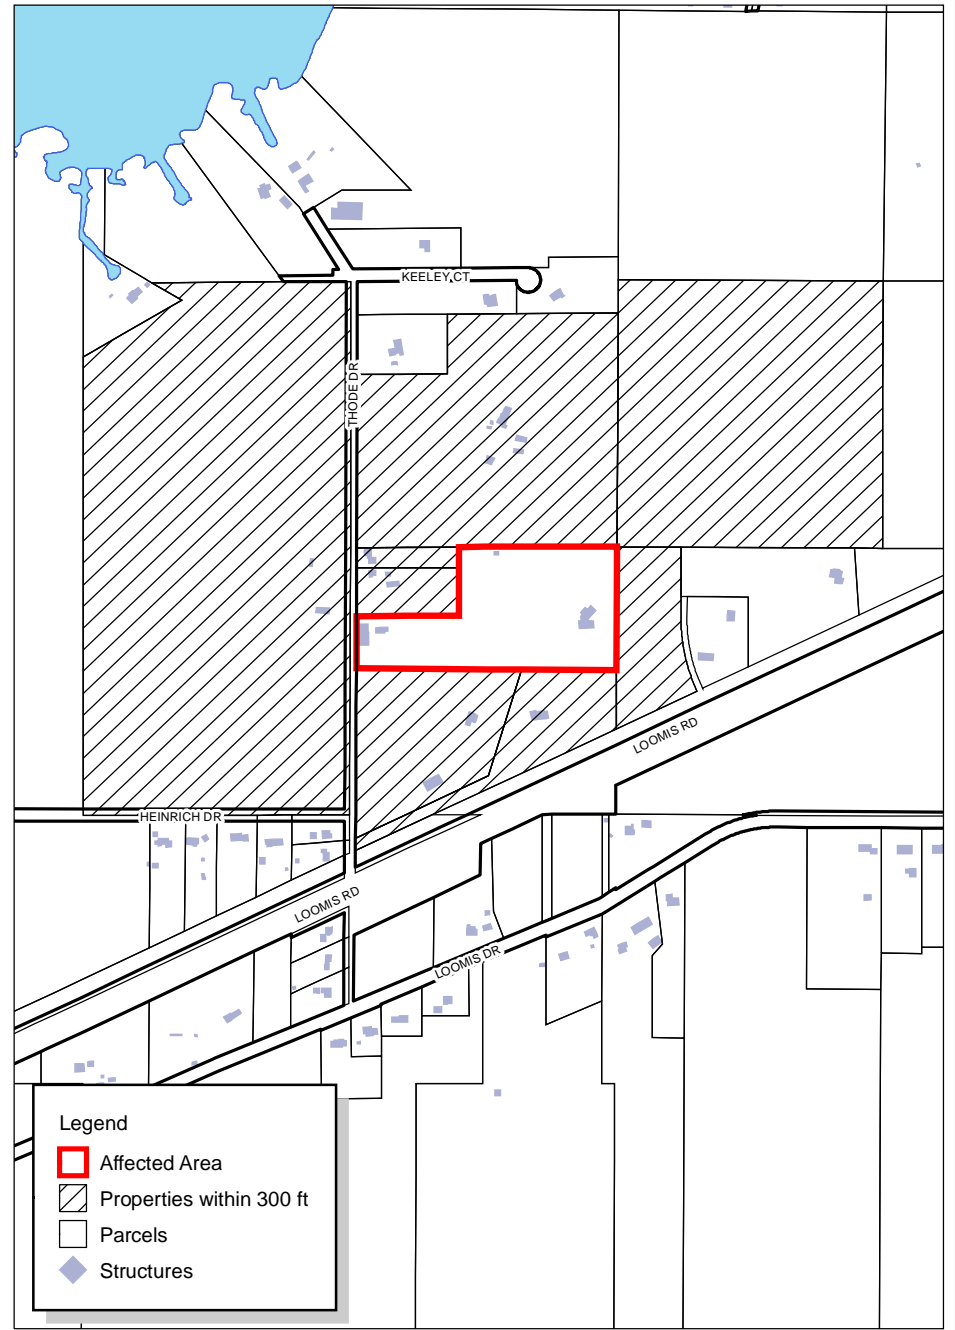 KEELEY CT
THODE DR
LOOMIS RD
HEINRICH DR
LOOMIS RD
LOOMIS DR
Legend
Affected Area
Properties within 300 ft
Parcels
Structures